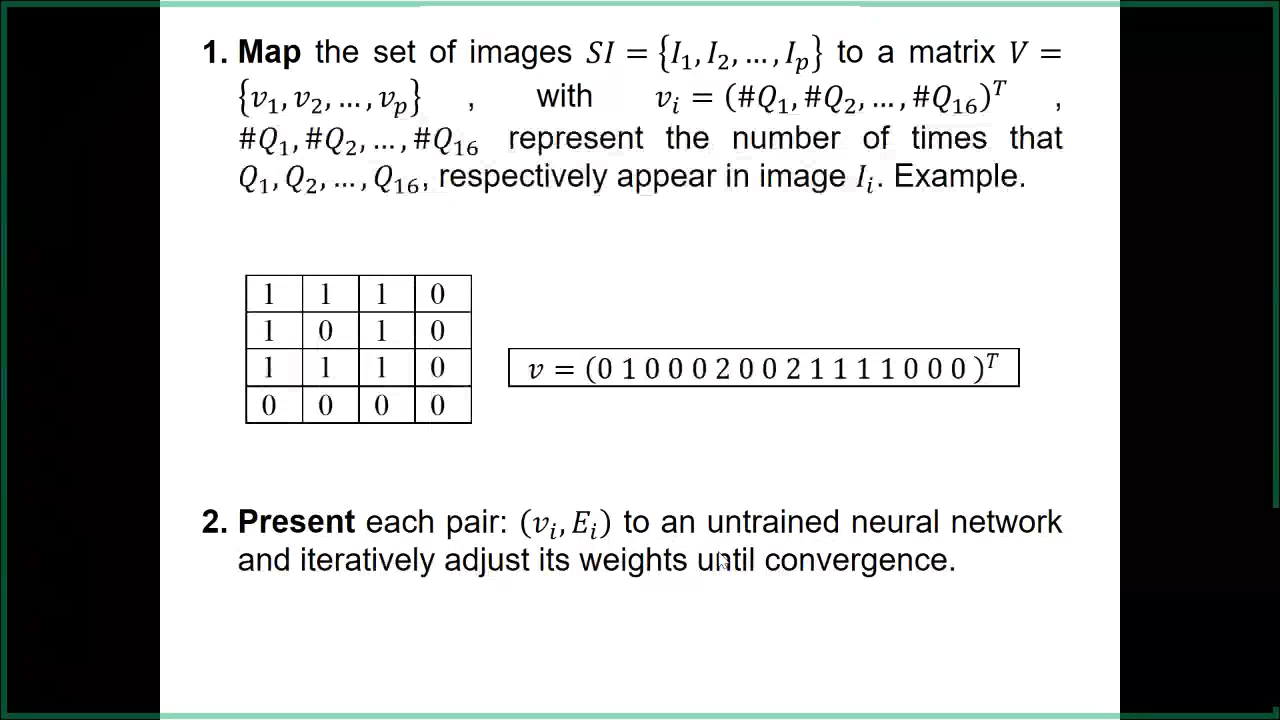 1. Map the set of images SI = {I₁, I₂, ..., Iₚ} to a matrix V =
{v₁, v₂, ..., vₚ} , with vᵢ = (#Q₁, #Q₂, ..., #Q₁₆)ᵀ ,
#Q₁, #Q₂, ..., #Q₁₆ represent the number of times that
Q₁, Q₂, ..., Q₁₆, respectively appear in image Iᵢ. Example.
1 1 1 0
1 0 1 0
1 1 1 0
0 0 0 0
v = (0 1 0 0 0 2 0 0 2 1 1 1 1 0 0 0 )ᵀ
2. Present each pair: (vᵢ, Eᵢ) to an untrained neural network
and iteratively adjust its weights until convergence.